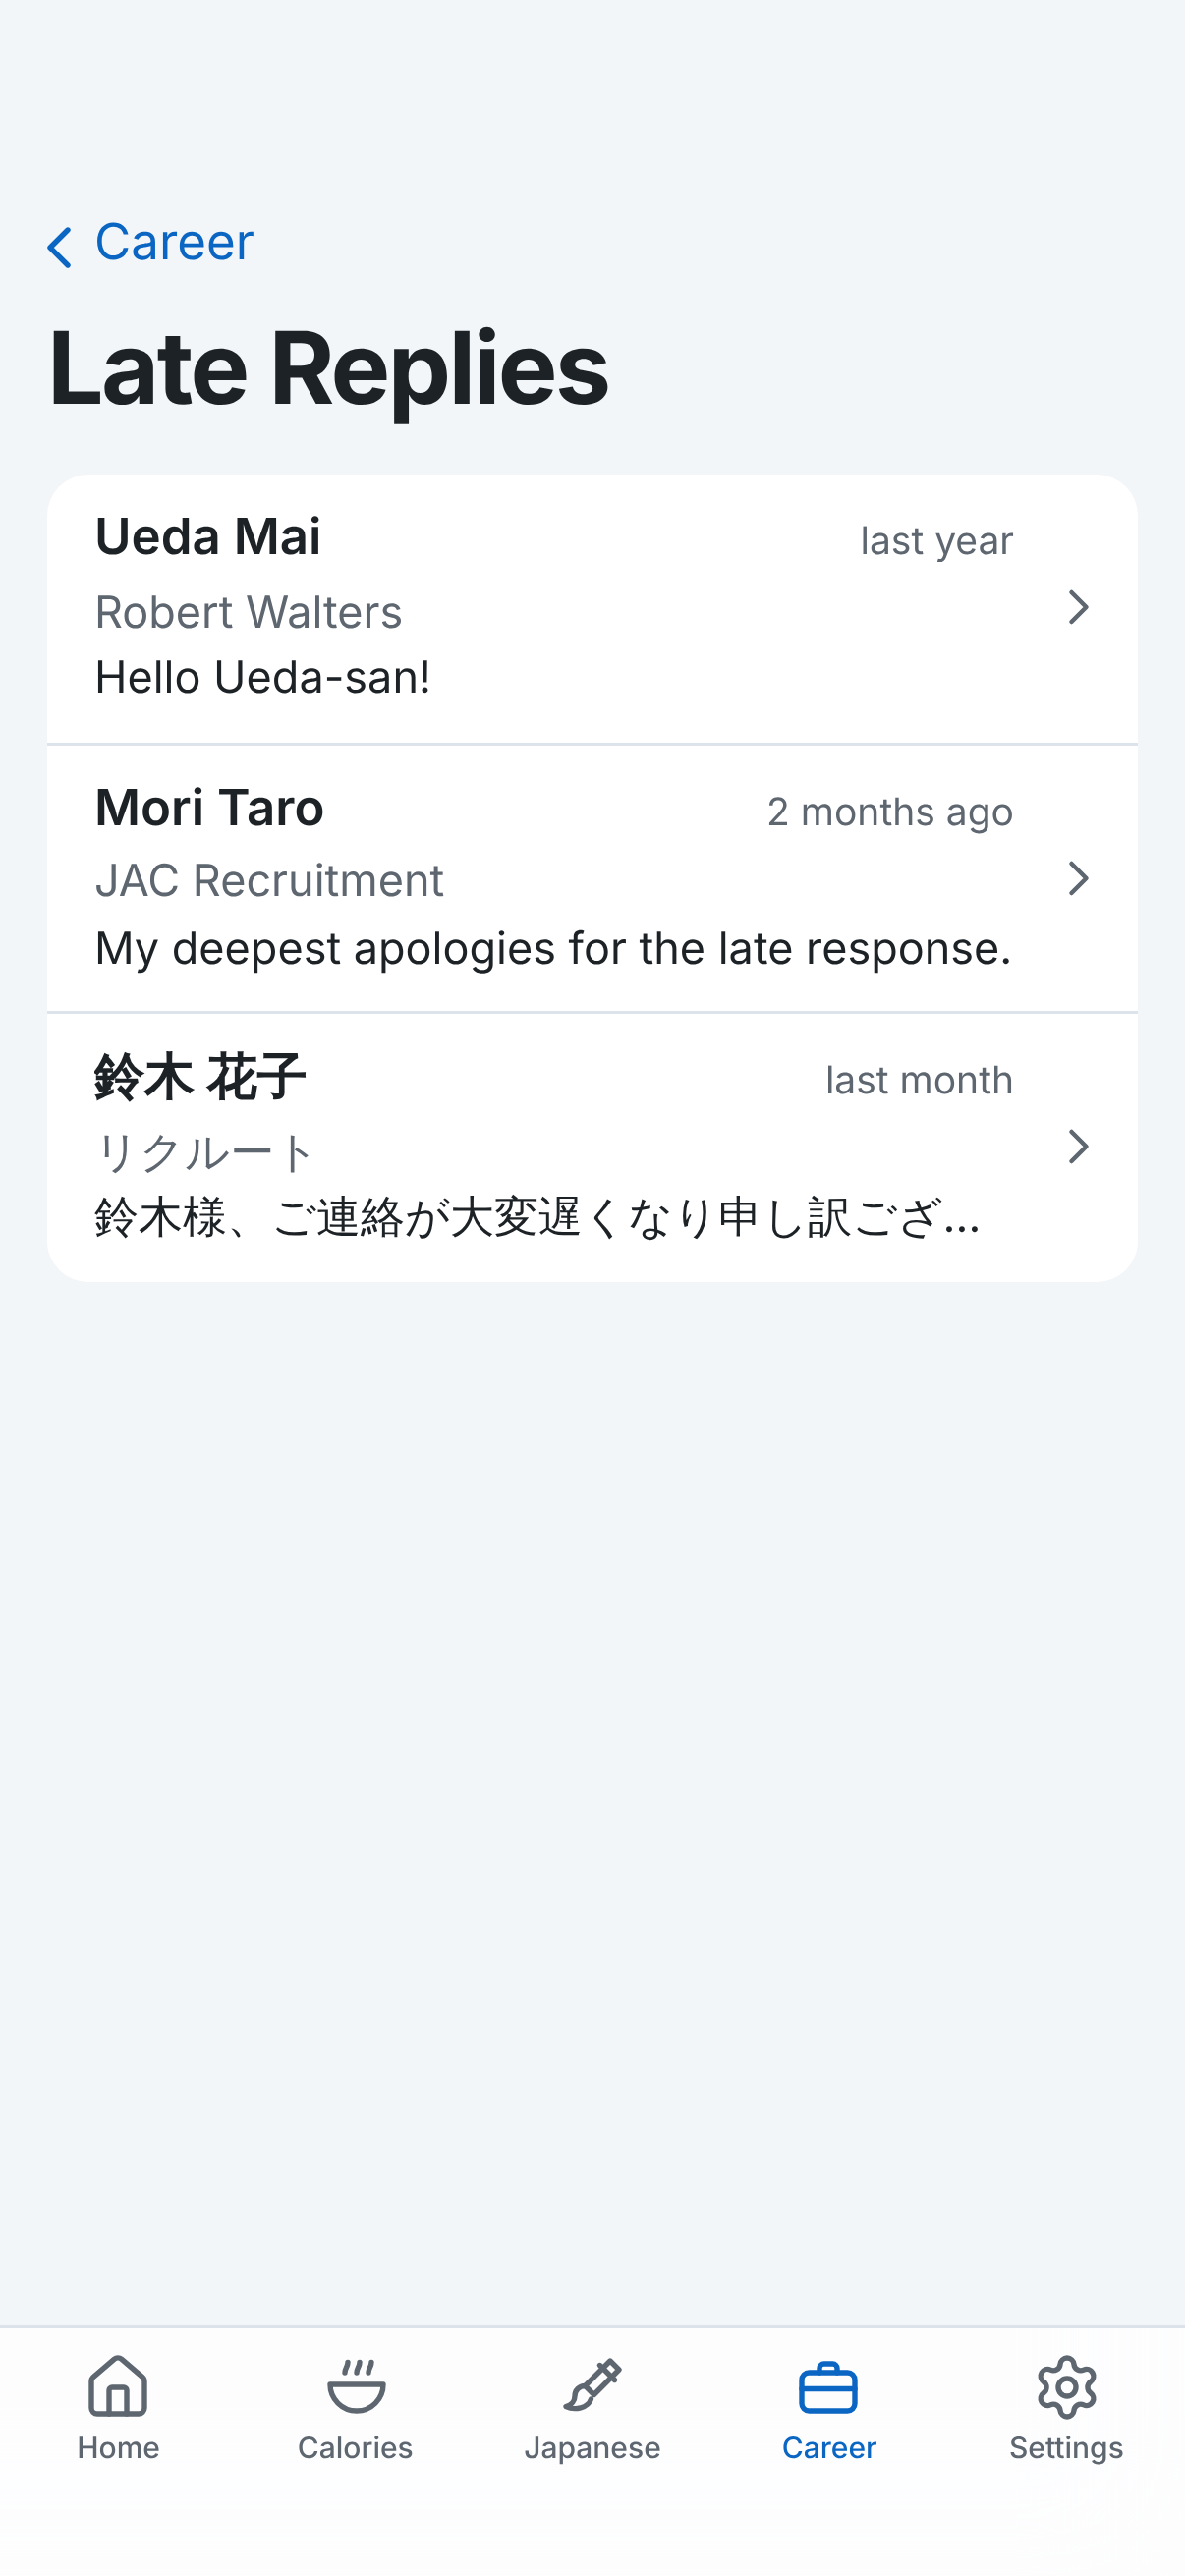 Career
Late Replies
Ueda Mai
last year
Robert Walters
Hello Ueda-san!
Mori Taro
2 months ago
JAC Recruitment
My deepest apologies for the late response.
鈴木 花子
last month
リクルート
鈴木様、ご連絡が大変遅くなり申し訳ござ...
Home
Calories
Japanese
Career
Settings